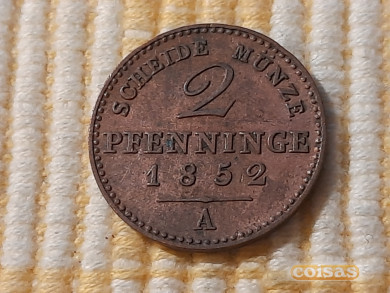 SCHEIDE MÜNZE
2
PFENNINGE
1852
A
coisas